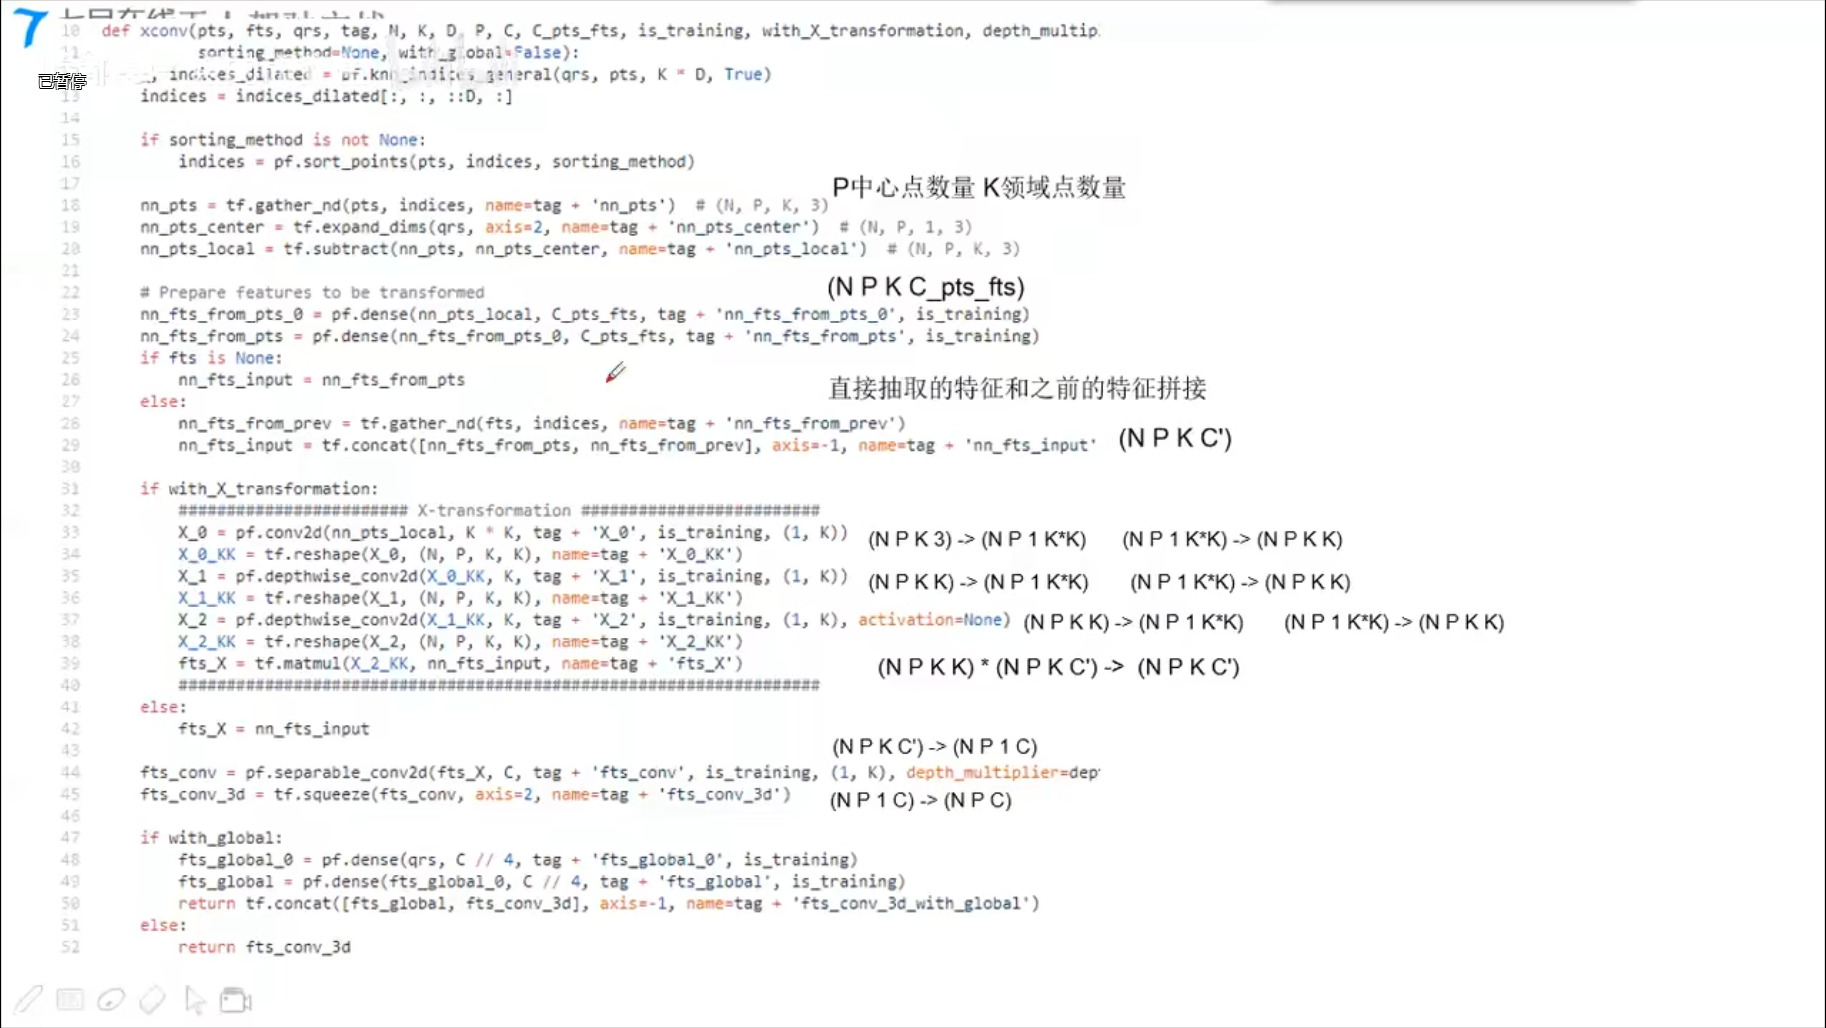 10 def xconv(pts, fts, qrs, tag, N, K, D, P, C, C_pts_fts, is_training, with_X_transformation, depth_multip
11 sorting_method=None, with_global=False):
已暂停
_, indices_dilated = pf.knn_indices_general(qrs, pts, K * D, True)
13 indices = indices_dilated[:, :, ::D, :]
14
15 if sorting_method is not None:
16 indices = pf.sort_points(pts, indices, sorting_method)
17
P中心点数量 K领域点数量
18 nn_pts = tf.gather_nd(pts, indices, name=tag + 'nn_pts') # (N, P, K, 3)
19 nn_pts_center = tf.expand_dims(qrs, axis=2, name=tag + 'nn_pts_center') # (N, P, 1, 3)
20 nn_pts_local = tf.subtract(nn_pts, nn_pts_center, name=tag + 'nn_pts_local') # (N, P, K, 3)
21
(N P K C_pts_fts)
22 # Prepare features to be transformed
23 nn_fts_from_pts_0 = pf.dense(nn_pts_local, C_pts_fts, tag + 'nn_fts_from_pts_0', is_training)
24 nn_fts_from_pts = pf.dense(nn_fts_from_pts_0, C_pts_fts, tag + 'nn_fts_from_pts', is_training)
25 if fts is None:
26 nn_fts_input = nn_fts_from_pts
直接抽取的特征和之前的特征拼接
27 else:
28 nn_fts_from_prev = tf.gather_nd(fts, indices, name=tag + 'nn_fts_from_prev')
29 nn_fts_input = tf.concat([nn_fts_from_pts, nn_fts_from_prev], axis=-1, name=tag + 'nn_fts_input' (N P K C')
30
31 if with_X_transformation:
32 ######################## X-transformation #########################
33 X_0 = pf.conv2d(nn_pts_local, K * K, tag + 'X_0', is_training, (1, K)) (N P K 3) -> (N P 1 K*K) (N P 1 K*K) -> (N P K K)
34 X_0_KK = tf.reshape(X_0, (N, P, K, K), name=tag + 'X_0_KK')
35 X_1 = pf.depthwise_conv2d(X_0_KK, K, tag + 'X_1', is_training, (1, K)) (N P K K) -> (N P 1 K*K) (N P 1 K*K) -> (N P K K)
36 X_1_KK = tf.reshape(X_1, (N, P, K, K), name=tag + 'X_1_KK')
37 X_2 = pf.depthwise_conv2d(X_1_KK, K, tag + 'X_2', is_training, (1, K), activation=None) (N P K K) -> (N P 1 K*K) (N P 1 K*K) -> (N P K K)
38 X_2_KK = tf.reshape(X_2, (N, P, K, K), name=tag + 'X_2_KK')
39 fts_X = tf.matmul(X_2_KK, nn_fts_input, name=tag + 'fts_X') (N P K K) * (N P K C') -> (N P K C')
40 ###################################################################
41 else:
42 fts_X = nn_fts_input
43 (N P K C') -> (N P 1 C)
44 fts_conv = pf.separable_conv2d(fts_X, C, tag + 'fts_conv', is_training, (1, K), depth_multiplier=dep
45 fts_conv_3d = tf.squeeze(fts_conv, axis=2, name=tag + 'fts_conv_3d') (N P 1 C) -> (N P C)
46
47 if with_global:
48 fts_global_0 = pf.dense(qrs, C // 4, tag + 'fts_global_0', is_training)
49 fts_global = pf.dense(fts_global_0, C // 4, tag + 'fts_global', is_training)
50 return tf.concat([fts_global, fts_conv_3d], axis=-1, name=tag + 'fts_conv_3d_with_global')
51 else:
52 return fts_conv_3d